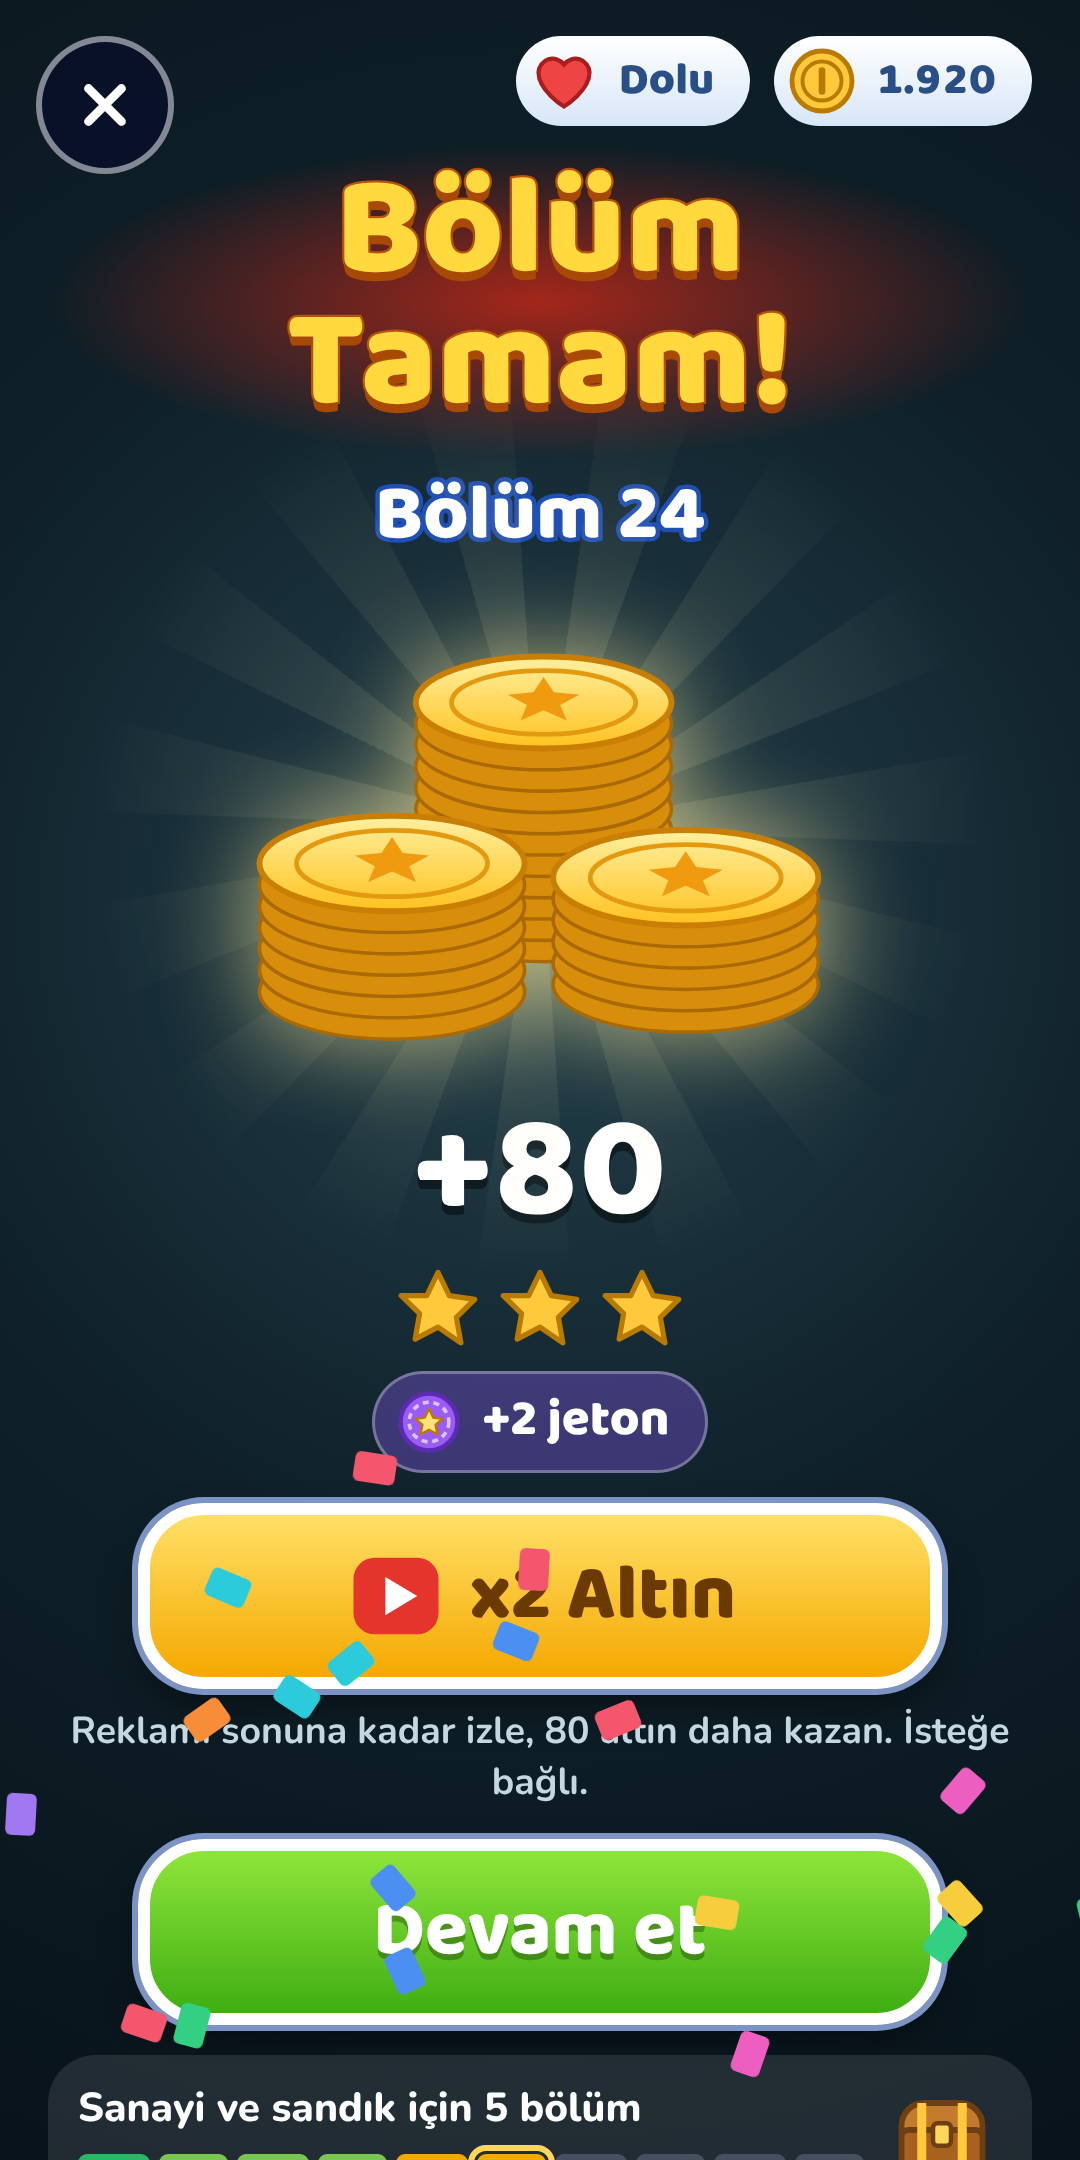 Dolu
1.920
Bölüm
Tamam!
Bölüm 24
+80
+2 jeton
x2 Altın
Reklamı sonuna kadar izle, 80 altın daha kazan. İsteğe
bağlı.
Devam et
Sanayi ve sandık için 5 bölüm